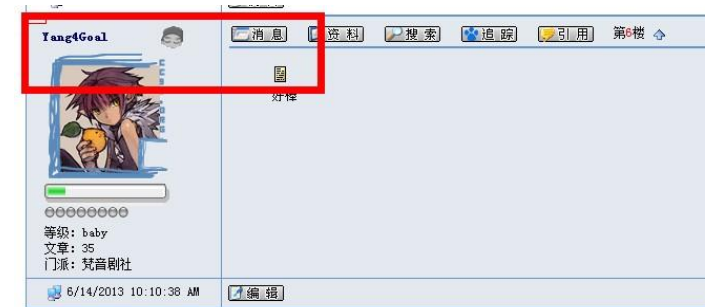 Yang4Goal
消息 资料 搜索 追踪 引用 第6楼
好棒
等级: baby
文章: 35
门派: 梵音剧社
6/14/2013 10:10:38 AM
编辑